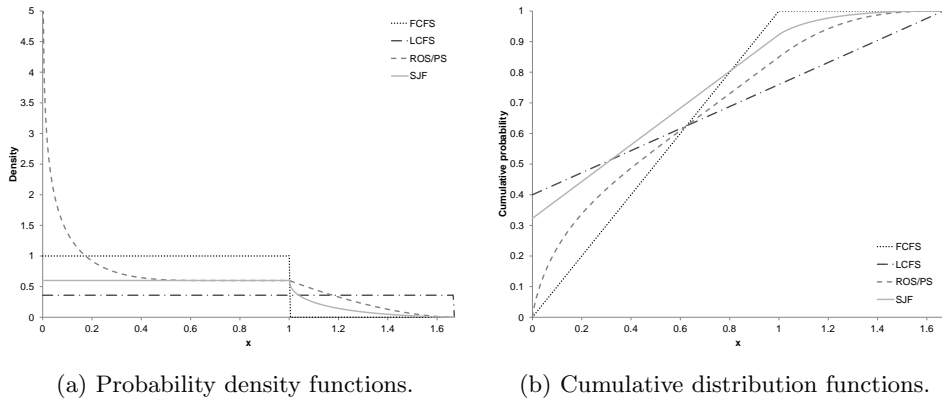 5
4.5
4
3.5
3
2.5
2
1.5
1
0.5
0
Density
0 0.2 0.4 0.6 0.8 1 1.2 1.4 1.6
x
FCFS
LCFS
ROS/PS
SJF
(a) Probability density functions.
1
0.9
0.8
0.7
0.6
0.5
0.4
0.3
0.2
0.1
0
Cumulative probability
0 0.2 0.4 0.6 0.8 1 1.2 1.4 1.6
x
FCFS
LCFS
ROS/PS
SJF
(b) Cumulative distribution functions.